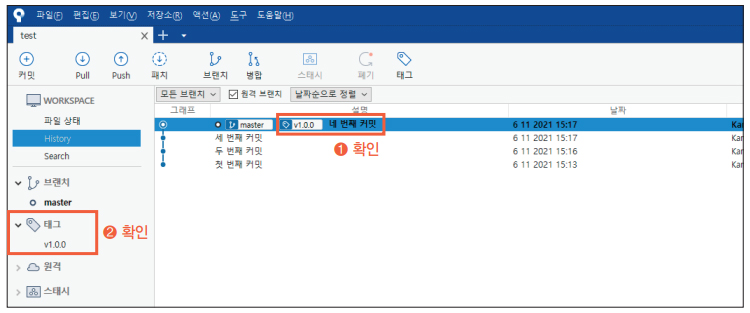 파일(F) 편집(E) 보기(V) 저장소(R) 액션(A) 도구 도움말(H)
test X + 
커밋 Pull Push 패치 브랜치 병합 스태시 폐기 태그
모든 브랜치 원격 브랜치 날짜순으로 정렬
그래프 설명 날짜
master v1.0.0 네 번째 커밋 6 11 2021 15:17 Kar
세 번째 커밋 6 11 2021 15:17 Kar
두 번째 커밋 6 11 2021 15:16 Kar
첫 번째 커밋 6 11 2021 15:13 Kar
❶ 확인
WORKSPACE
파일 상태
History
Search
브랜치
master
태그
v1.0.0
❷ 확인
원격
스태시